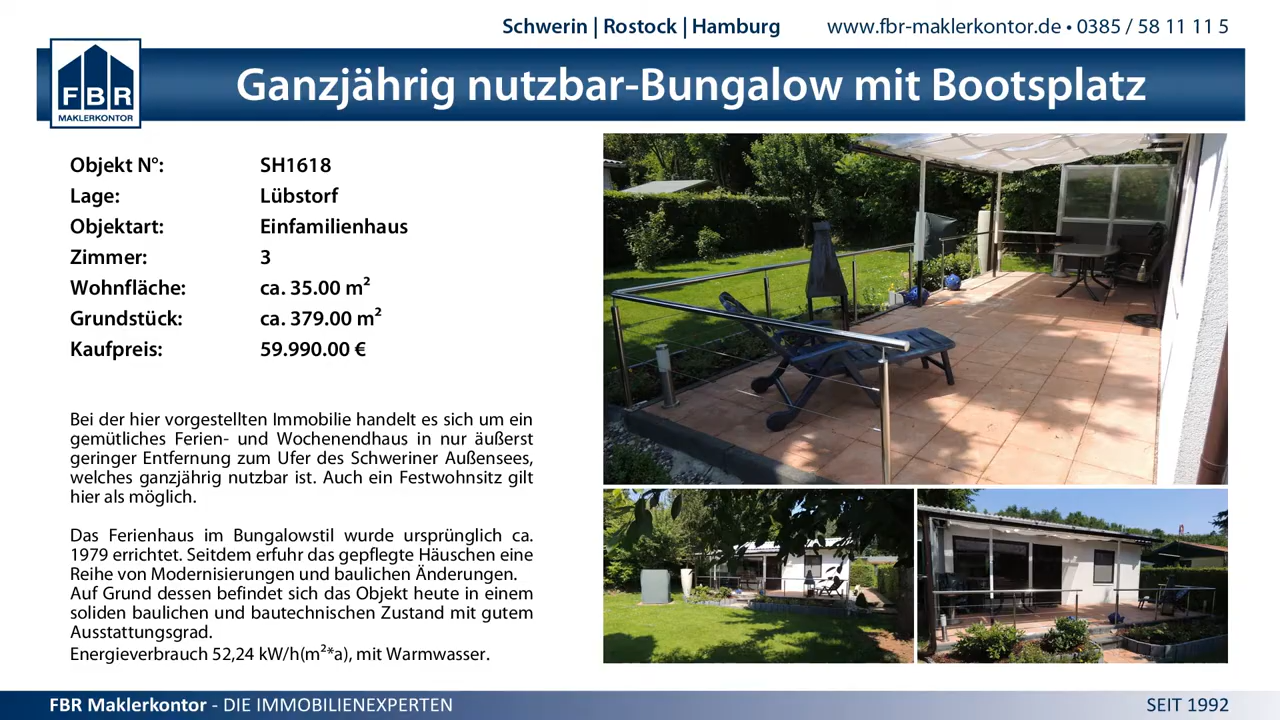 Schwerin | Rostock | Hamburg www.fbr-maklerkontor.de • 0385 / 58 11 11 5
FBR
MAKLERKONTOR
Ganzjährig nutzbar-Bungalow mit Bootsplatz
Objekt N°: SH1618
Lage: Lübstorf
Objektart: Einfamilienhaus
Zimmer: 3
Wohnfläche: ca. 35.00 m²
Grundstück: ca. 379.00 m²
Kaufpreis: 59.990.00 €
Bei der hier vorgestellten Immobilie handelt es sich um ein
gemütliches Ferien- und Wochenendhaus in nur äußerst
geringer Entfernung zum Ufer des Schweriner Außensees,
welches ganzjährig nutzbar ist. Auch ein Festwohnsitz gilt
hier als möglich.
Das Ferienhaus im Bungalowstil wurde ursprünglich ca.
1979 errichtet. Seitdem erfuhr das gepflegte Häuschen eine
Reihe von Modernisierungen und baulichen Änderungen.
Auf Grund dessen befindet sich das Objekt heute in einem
soliden baulichen und bautechnischen Zustand mit gutem
Ausstattungsgrad.
Energieverbrauch 52,24 kW/h(m²*a), mit Warmwasser.
FBR Maklerkontor - DIE IMMOBILIENEXPERTEN SEIT 1992